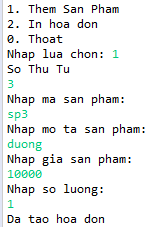 1. Them San Pham
2. In hoa don
0. Thoat
Nhap lua chon: 1
So Thu Tu
3
Nhap ma san pham:
sp3
Nhap mo ta san pham:
duong
Nhap gia san pham:
10000
Nhap so luong:
1
Da tao hoa don